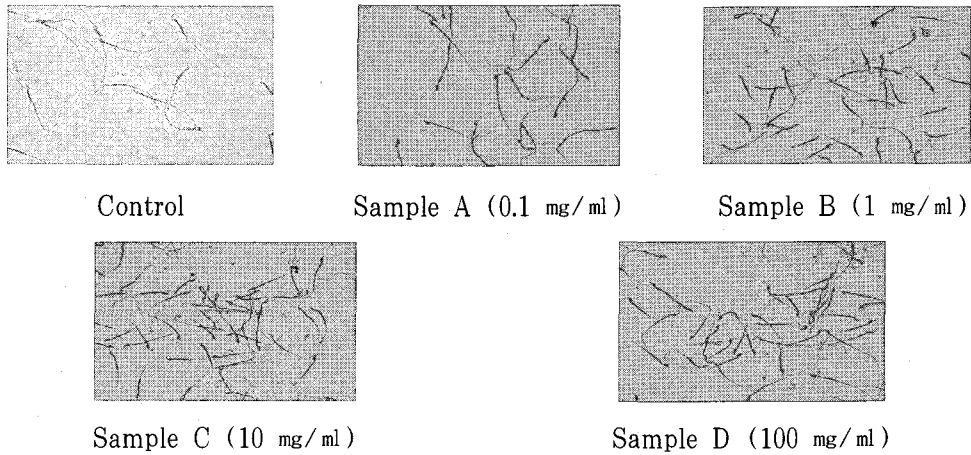 Control
Sample A (0.1 mg/ml)
Sample B (1 mg/ml)
Sample C (10 mg/ml)
Sample D (100 mg/ml)